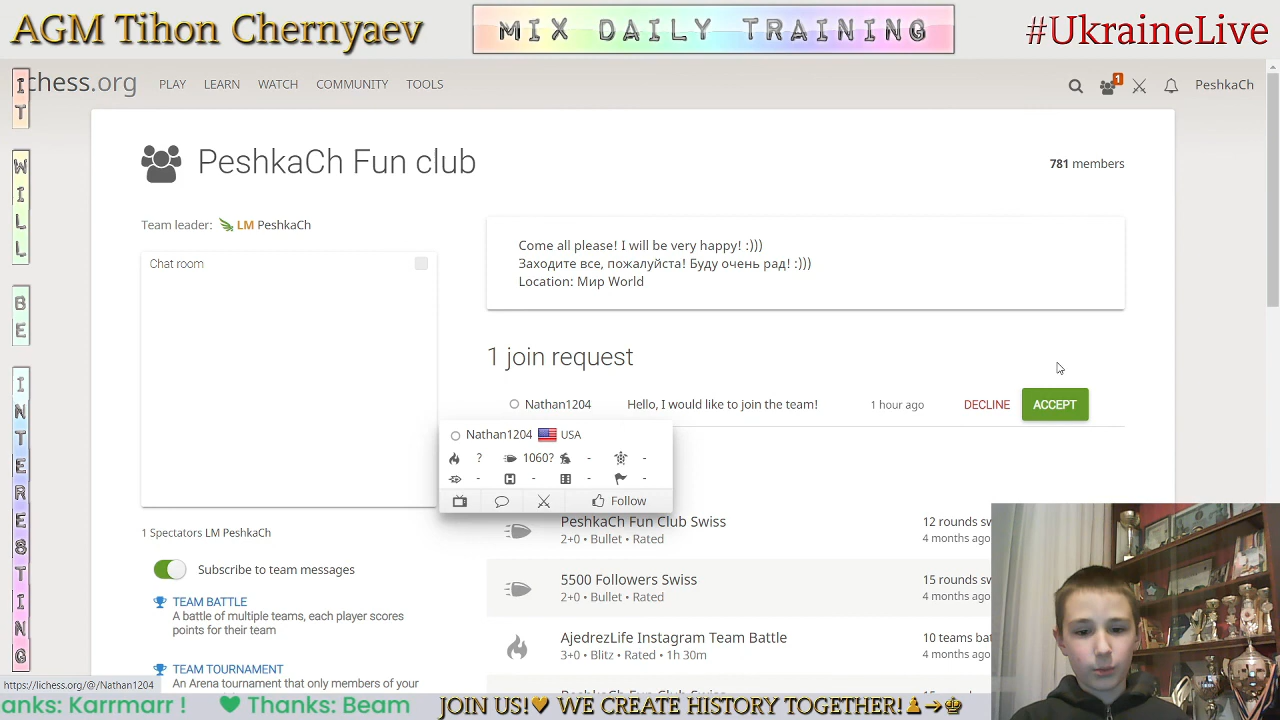 AGM Tihon Chernyaev
MIX DAILY TRAINING
#UkraineLive
IT WILL BE INTERESTING
lichess.org
PLAY
LEARN
WATCH
COMMUNITY
TOOLS
1
PeshkaCh
PeshkaCh Fun club
781 members
Team leader: LM PeshkaCh
Chat room
Come all please! I will be very happy! :)))
Заходите все, пожалуйста! Буду очень рад! :)))
Location: Мир World
1 join request
Nathan1204 Hello, I would like to join the team! 1 hour ago DECLINE ACCEPT
Nathan1204 USA
? 1060? - -
- - - -
Follow
1 Spectators LM PeshkaCh
Subscribe to team messages
TEAM BATTLE
A battle of multiple teams, each player scores
points for their team
TEAM TOURNAMENT
An Arena tournament that only members of your
PeshkaCh Fun Club Swiss 12 rounds sw
2+0 • Bullet • Rated 4 months ago
5500 Followers Swiss 15 rounds sw
2+0 • Bullet • Rated 4 months ago
AjedrezLife Instagram Team Battle 10 teams bat
3+0 • Blitz • Rated • 1h 30m 4 months ago
https://lichess.org/@/Nathan1204
anks: Karrmarr ! Thanks: Beam
JOIN US! WE CREATE HISTORY TOGETHER!